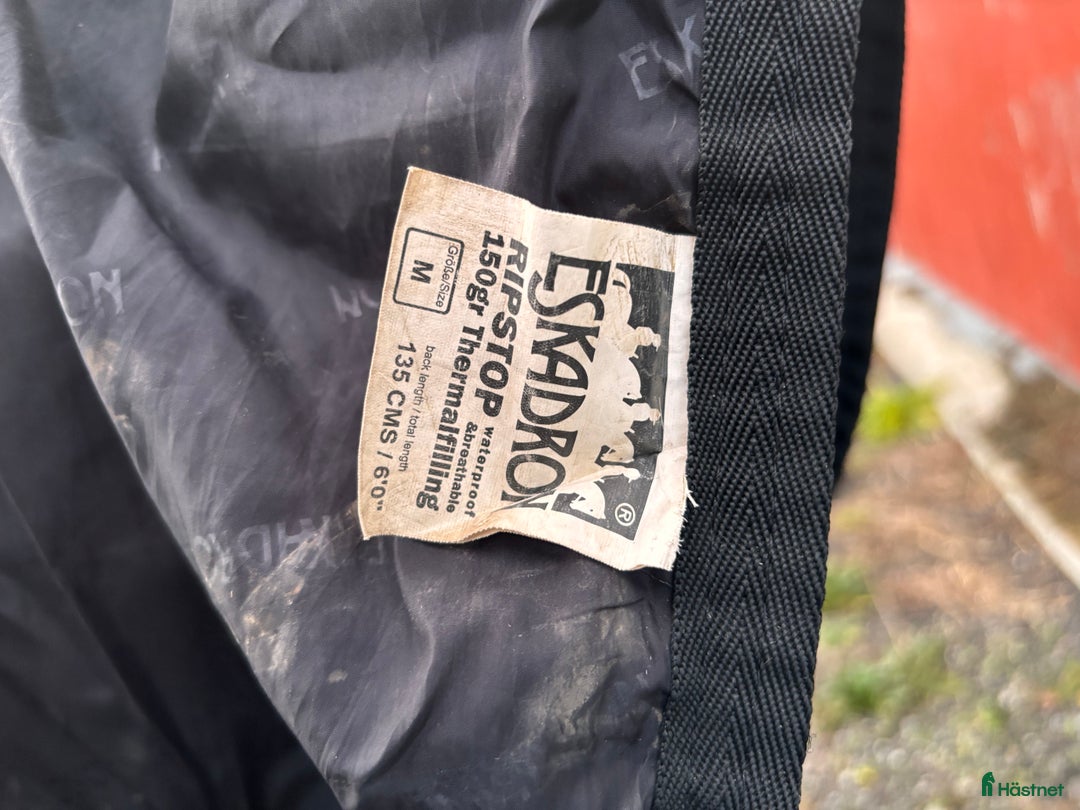 ESKADRON
®
RIPSTOP waterproof
&breathable
150gr Thermalfilling
Größe/Size
M
back length / total length
135 CMS / 6'0"
Hästnet